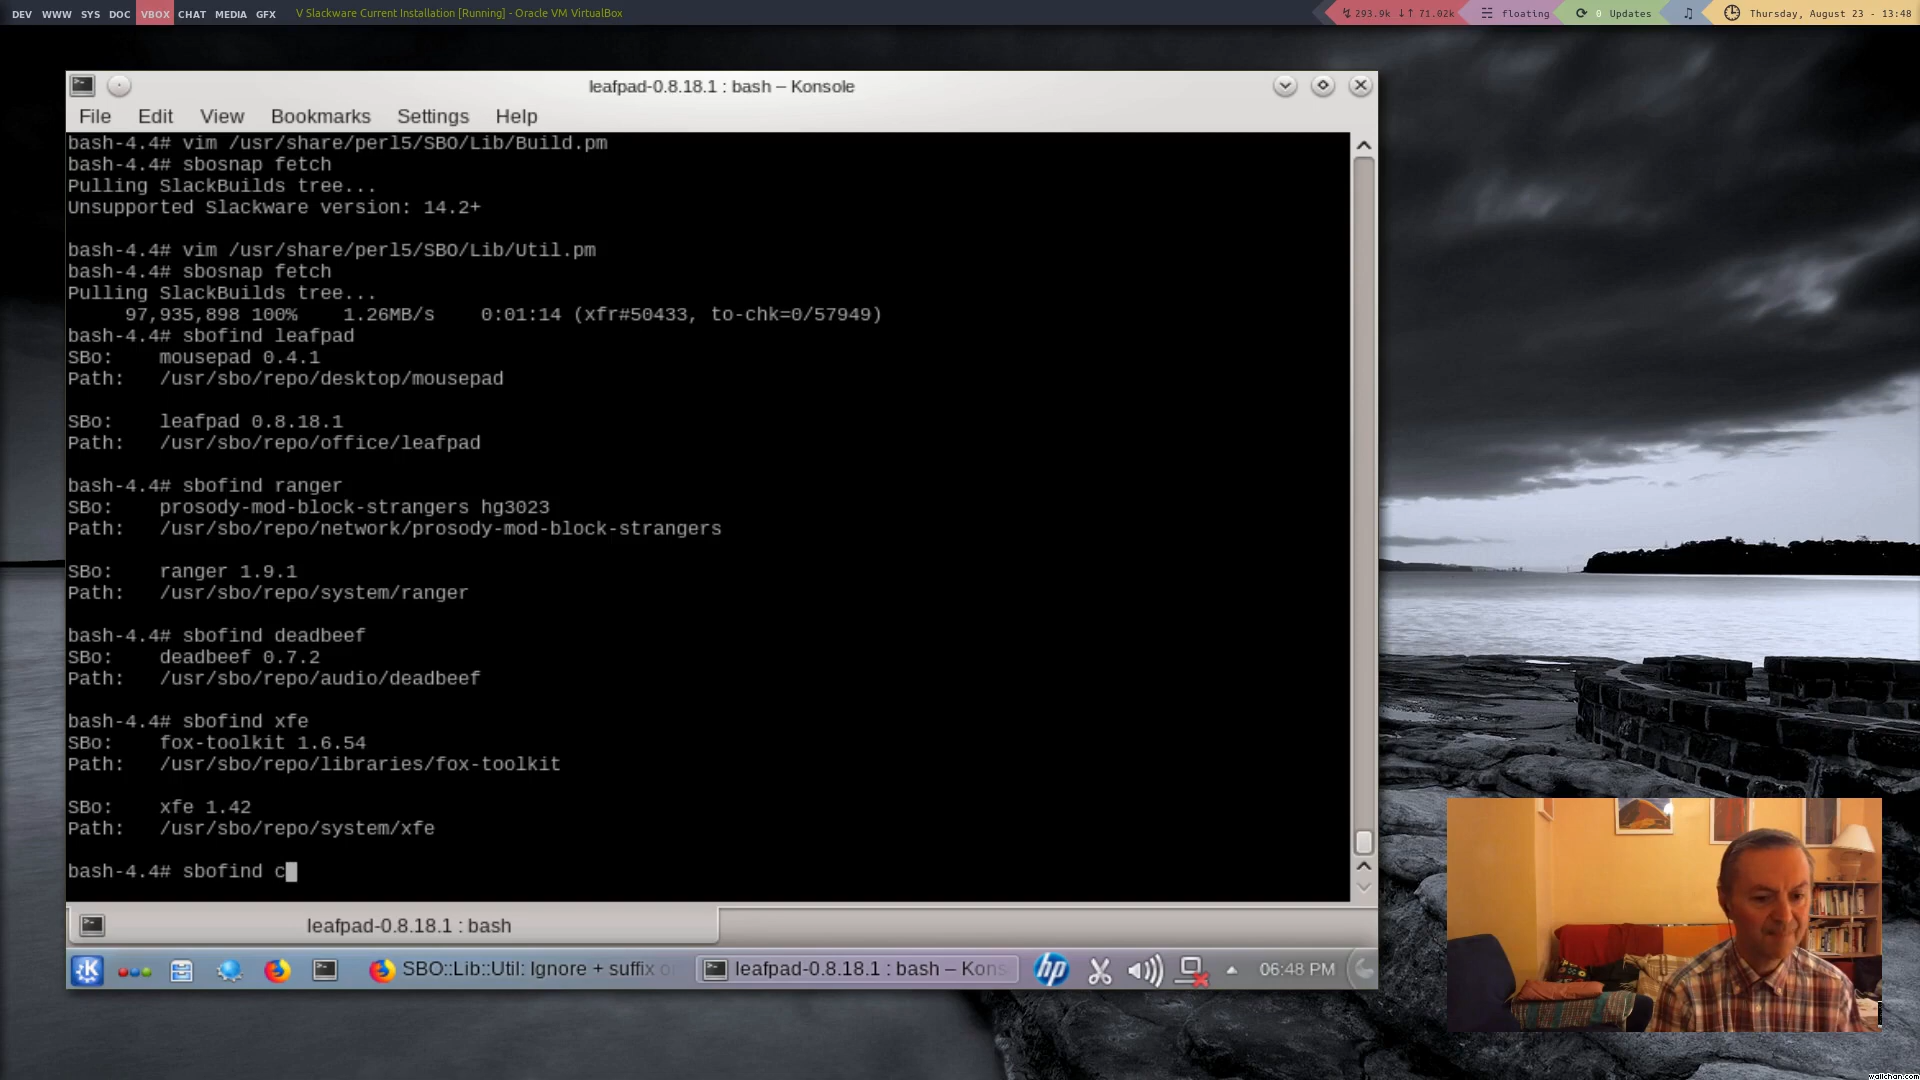 DEV WWW SYS DOC VBOX CHAT MEDIA GFX V Slackware Current Installation [Running] - Oracle VM VirtualBox 293.9k ↓↑ 71.02k floating 0 Updates Thursday, August 23 - 13:48
leafpad-0.8.18.1 : bash – Konsole
File Edit View Bookmarks Settings Help
bash-4.4# vim /usr/share/perl5/SBO/Lib/Build.pm
bash-4.4# sbosnap fetch
Pulling SlackBuilds tree...
Unsupported Slackware version: 14.2+
bash-4.4# vim /usr/share/perl5/SBO/Lib/Util.pm
bash-4.4# sbosnap fetch
Pulling SlackBuilds tree...
97,935,898 100% 1.26MB/s 0:01:14 (xfr#50433, to-chk=0/57949)
bash-4.4# sbofind leafpad
SBo: mousepad 0.4.1
Path: /usr/sbo/repo/desktop/mousepad
SBo: leafpad 0.8.18.1
Path: /usr/sbo/repo/office/leafpad
bash-4.4# sbofind ranger
SBo: prosody-mod-block-strangers hg3023
Path: /usr/sbo/repo/network/prosody-mod-block-strangers
SBo: ranger 1.9.1
Path: /usr/sbo/repo/system/ranger
bash-4.4# sbofind deadbeef
SBo: deadbeef 0.7.2
Path: /usr/sbo/repo/audio/deadbeef
bash-4.4# sbofind xfe
SBo: fox-toolkit 1.6.54
Path: /usr/sbo/repo/libraries/fox-toolkit
SBo: xfe 1.42
Path: /usr/sbo/repo/system/xfe
bash-4.4# sbofind c
leafpad-0.8.18.1 : bash
SBO::Lib::Util: Ignore + suffix o leafpad-0.8.18.1 : bash – Kons hp 06:48 PM
wallchan.com